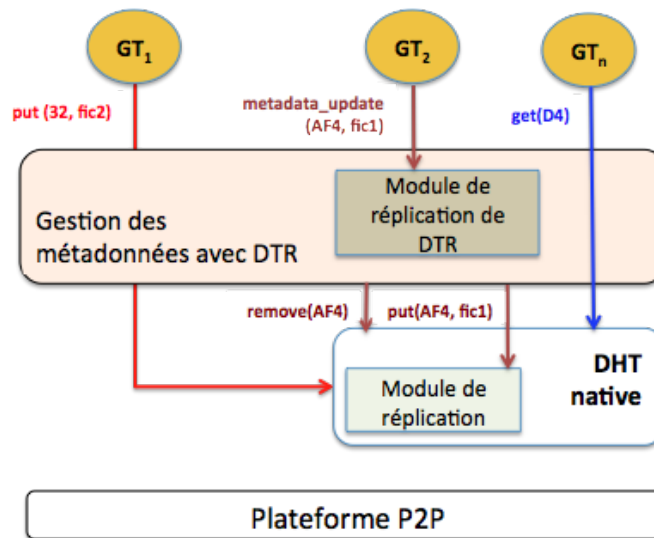 GT1
GT2
GTn
put (32, fic2)
metadata_update
(AF4, fic1)
get(D4)
Gestion des
métadonnées avec DTR
Module de
réplication de
DTR
remove(AF4)
put(AF4, fic1)
DHT
native
Module de
réplication
Plateforme P2P